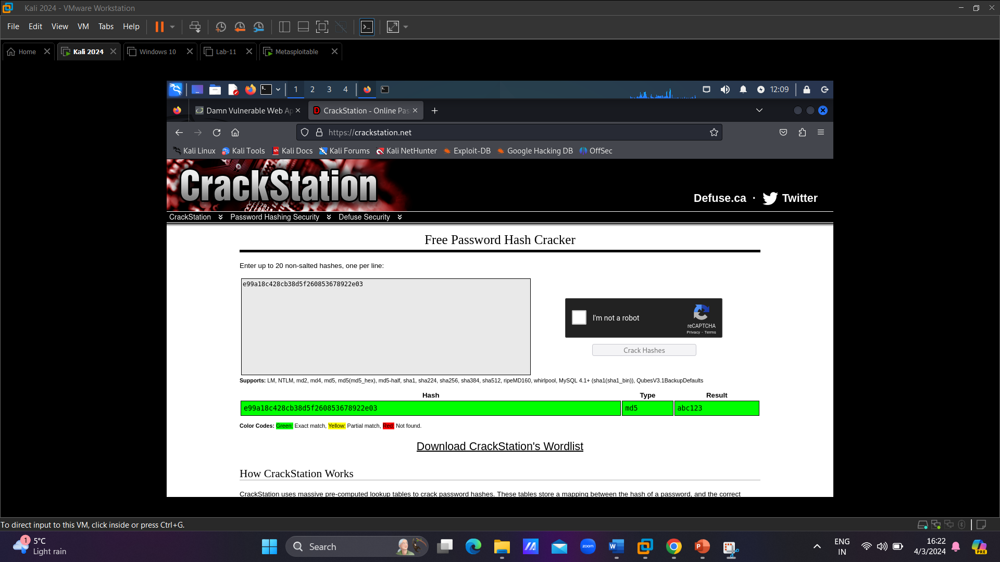 Kali 2024 - VMware Workstation
File Edit View VM Tabs Help
Home Kali 2024 Windows 10 Lab-11 Metasploitable
1 2 3 4 12:09
Damn Vulnerable Web Ap CrackStation - Online Pas
https://crackstation.net
Kali Linux Kali Tools Kali Docs Kali Forums Kali NetHunter Exploit-DB Google Hacking DB OffSec
CrackStation
Defuse.ca · Twitter
CrackStation Password Hashing Security Defuse Security
Free Password Hash Cracker
Enter up to 20 non-salted hashes, one per line:
e99a18c428cb38d5f260853678922e03
I'm not a robot
reCAPTCHA
Privacy - Terms
Crack Hashes
Supports: LM, NTLM, md2, md4, md5, md5(md5_hex), md5-half, sha1, sha224, sha256, sha384, sha512, ripeMD160, whirlpool, MySQL 4.1+ (sha1(sha1_bin)), QubesV3.1BackupDefaults
Hash Type Result
e99a18c428cb38d5f260853678922e03 md5 abc123
Color Codes: Green: Exact match, Yellow: Partial match, Red: Not found.
Download CrackStation's Wordlist
How CrackStation Works
CrackStation uses massive pre-computed lookup tables to crack password hashes. These tables store a mapping between the hash of a password, and the correct
To direct input to this VM, click inside or press Ctrl+G.
1 5°C
Light rain
Search
zoom
ENG
IN
16:22
4/3/2024
PRE